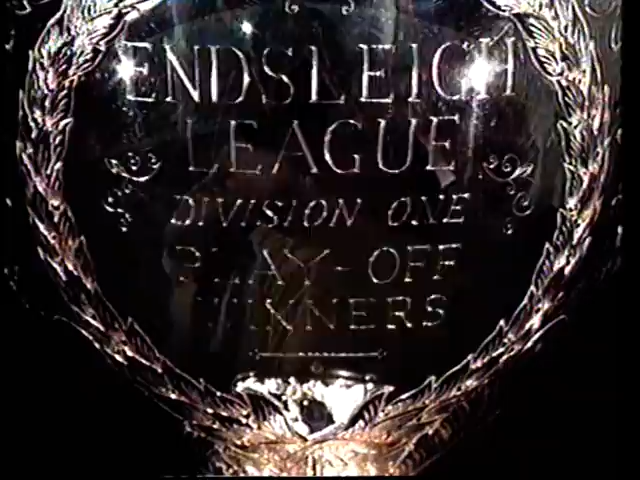 ENDSLEIGH
LEAGUE
DIVISION ONE
PLAY-OFF
WINNERS